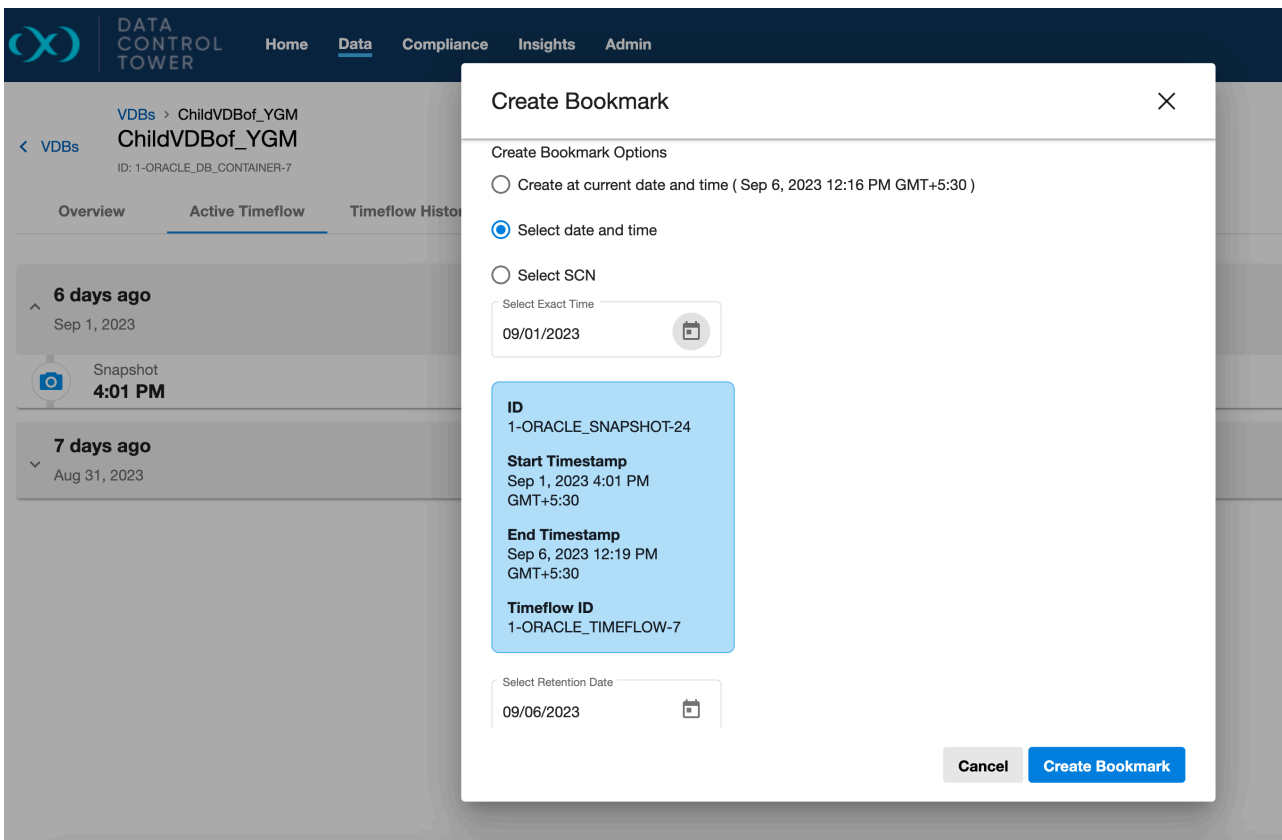 DATA
CONTROL
TOWER
Home
Data
Compliance
Insights
Admin
VDBs > ChildVDBof_YGM
VDBs
ChildVDBof_YGM
ID: 1-ORACLE_DB_CONTAINER-7
Overview
Active Timeflow
Timeflow Histor
6 days ago
Sep 1, 2023
Snapshot
4:01 PM
7 days ago
Aug 31, 2023
Create Bookmark
Create Bookmark Options
Create at current date and time ( Sep 6, 2023 12:16 PM GMT+5:30 )
Select date and time
Select SCN
Select Exact Time
09/01/2023
ID
1-ORACLE_SNAPSHOT-24
Start Timestamp
Sep 1, 2023 4:01 PM
GMT+5:30
End Timestamp
Sep 6, 2023 12:19 PM
GMT+5:30
Timeflow ID
1-ORACLE_TIMEFLOW-7
Select Retention Date
09/06/2023
Cancel
Create Bookmark